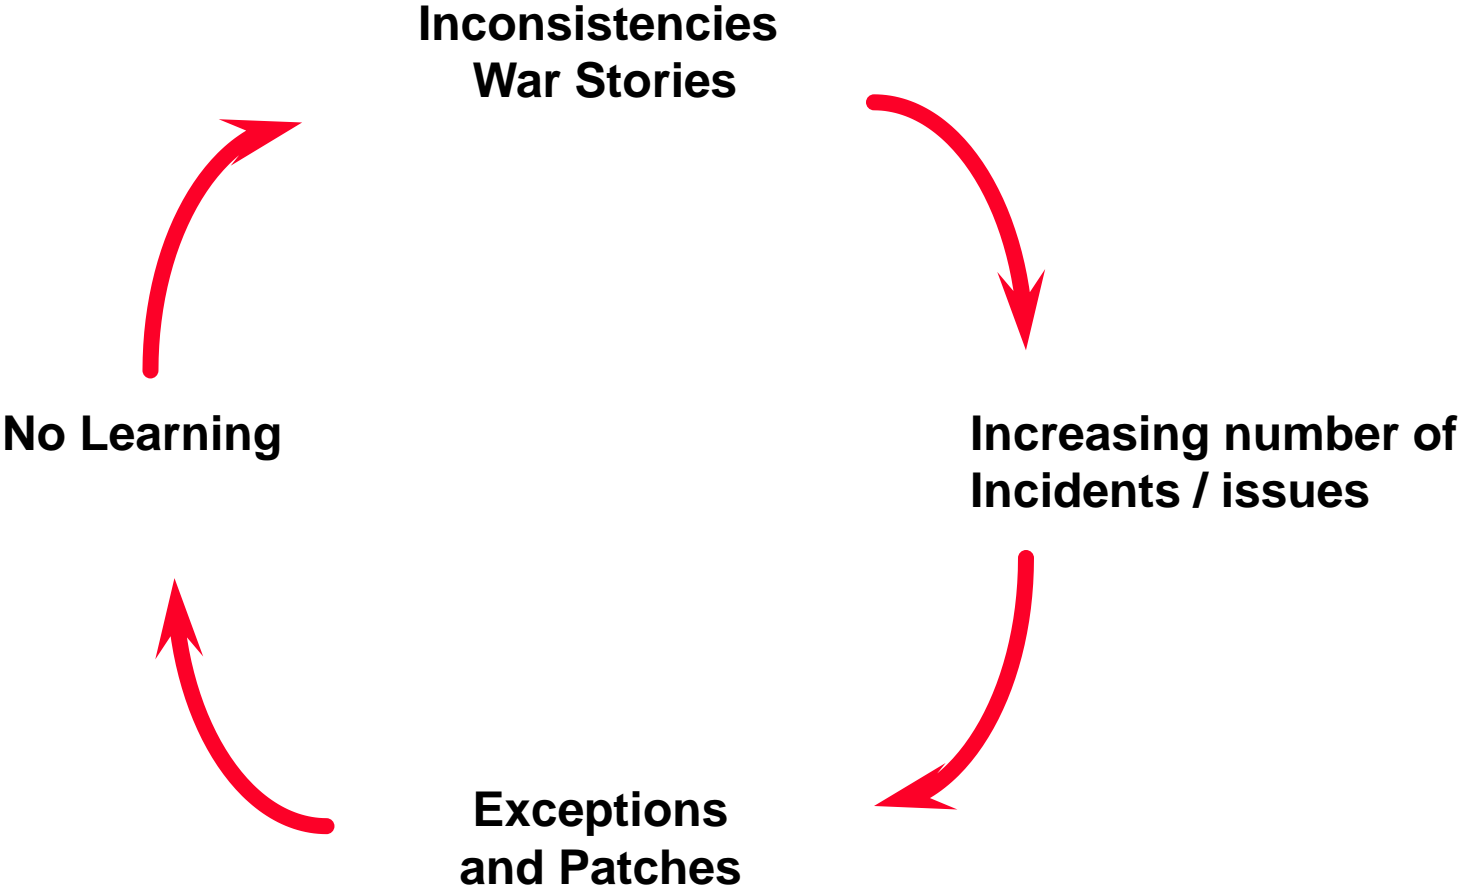 Inconsistencies
War Stories
No Learning
Increasing number of
Incidents / issues
Exceptions
and Patches